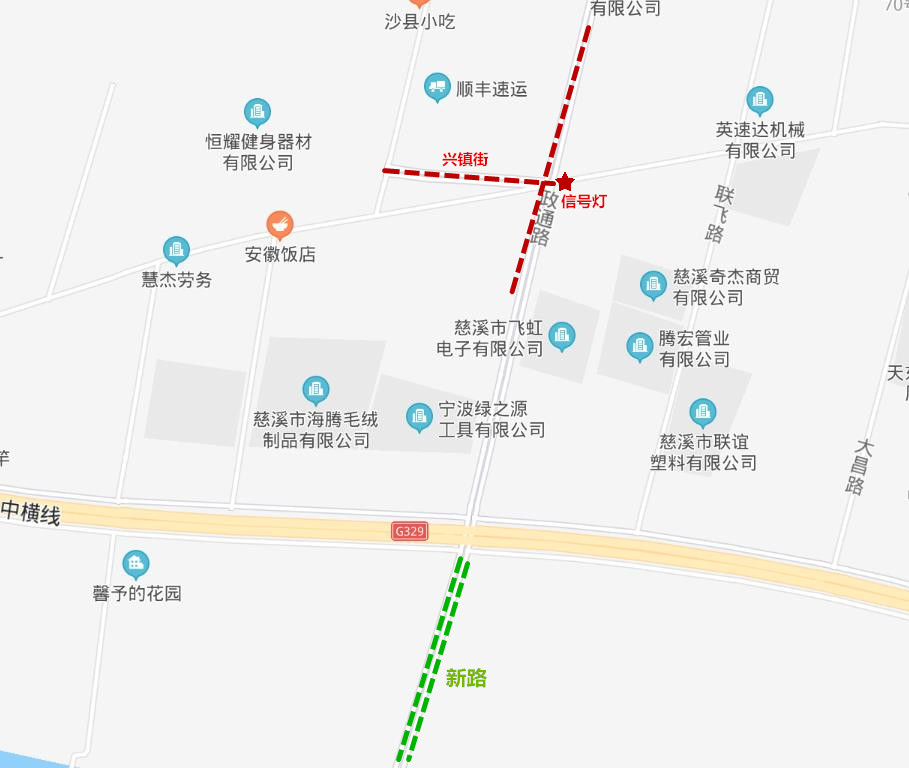 有限公司
70号
沙县小吃
顺丰速运
恒耀健身器材
有限公司
英速达机械
有限公司
兴镇街
信号灯
政通路
联飞路
安徽饭店
慧杰劳务
慈溪奇杰商贸
有限公司
慈溪市飞虹
电子有限公司
腾宏管业
有限公司
天东
慈溪市海腾毛绒
制品有限公司
宁波绿之源
工具有限公司
慈溪市联谊
塑料有限公司
大昌路
中横线
G329
馨予的花园
新路